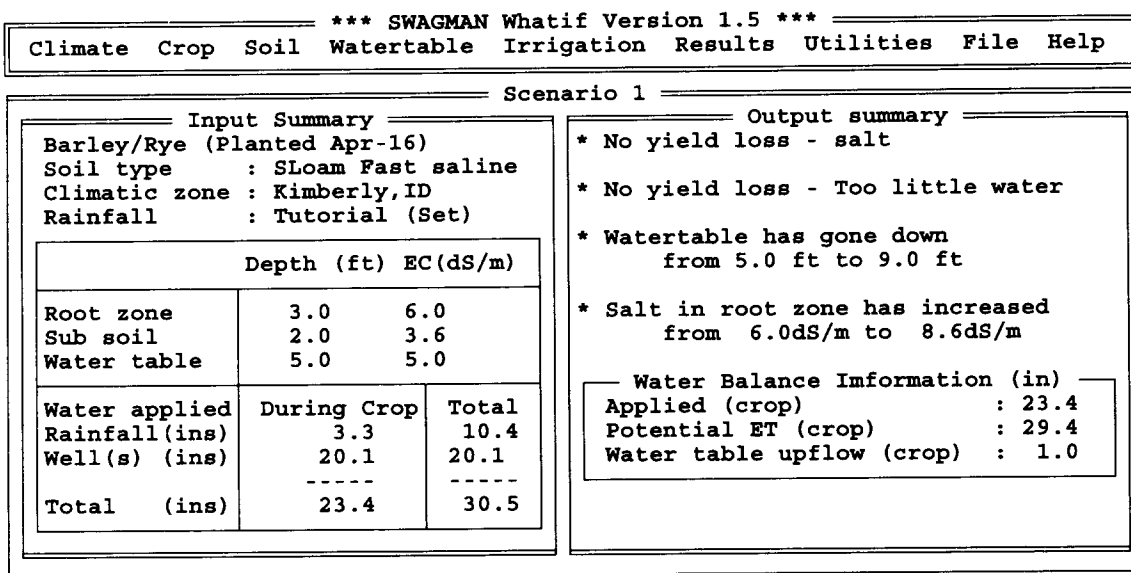 *** SWAGMAN Whatif Version 1.5 ***
Climate Crop Soil Watertable Irrigation Results Utilities File Help
Scenario 1
Input Summary
Barley/Rye (Planted Apr-16)
Soil type : SLoam Fast saline
Climatic zone : Kimberly,ID
Rainfall : Tutorial (Set)
Depth (ft) EC(dS/m)
Root zone 3.0 6.0
Sub soil 2.0 3.6
Water table 5.0 5.0
Water applied During Crop Total
Rainfall(ins) 3.3 10.4
Well(s) (ins) 20.1 20.1
----- -----
Total (ins) 23.4 30.5
Output summary
* No yield loss - salt
* No yield loss - Too little water
* Watertable has gone down
from 5.0 ft to 9.0 ft
* Salt in root zone has increased
from 6.0dS/m to 8.6dS/m
Water Balance Imformation (in)
Applied (crop) : 23.4
Potential ET (crop) : 29.4
Water table upflow (crop) : 1.0